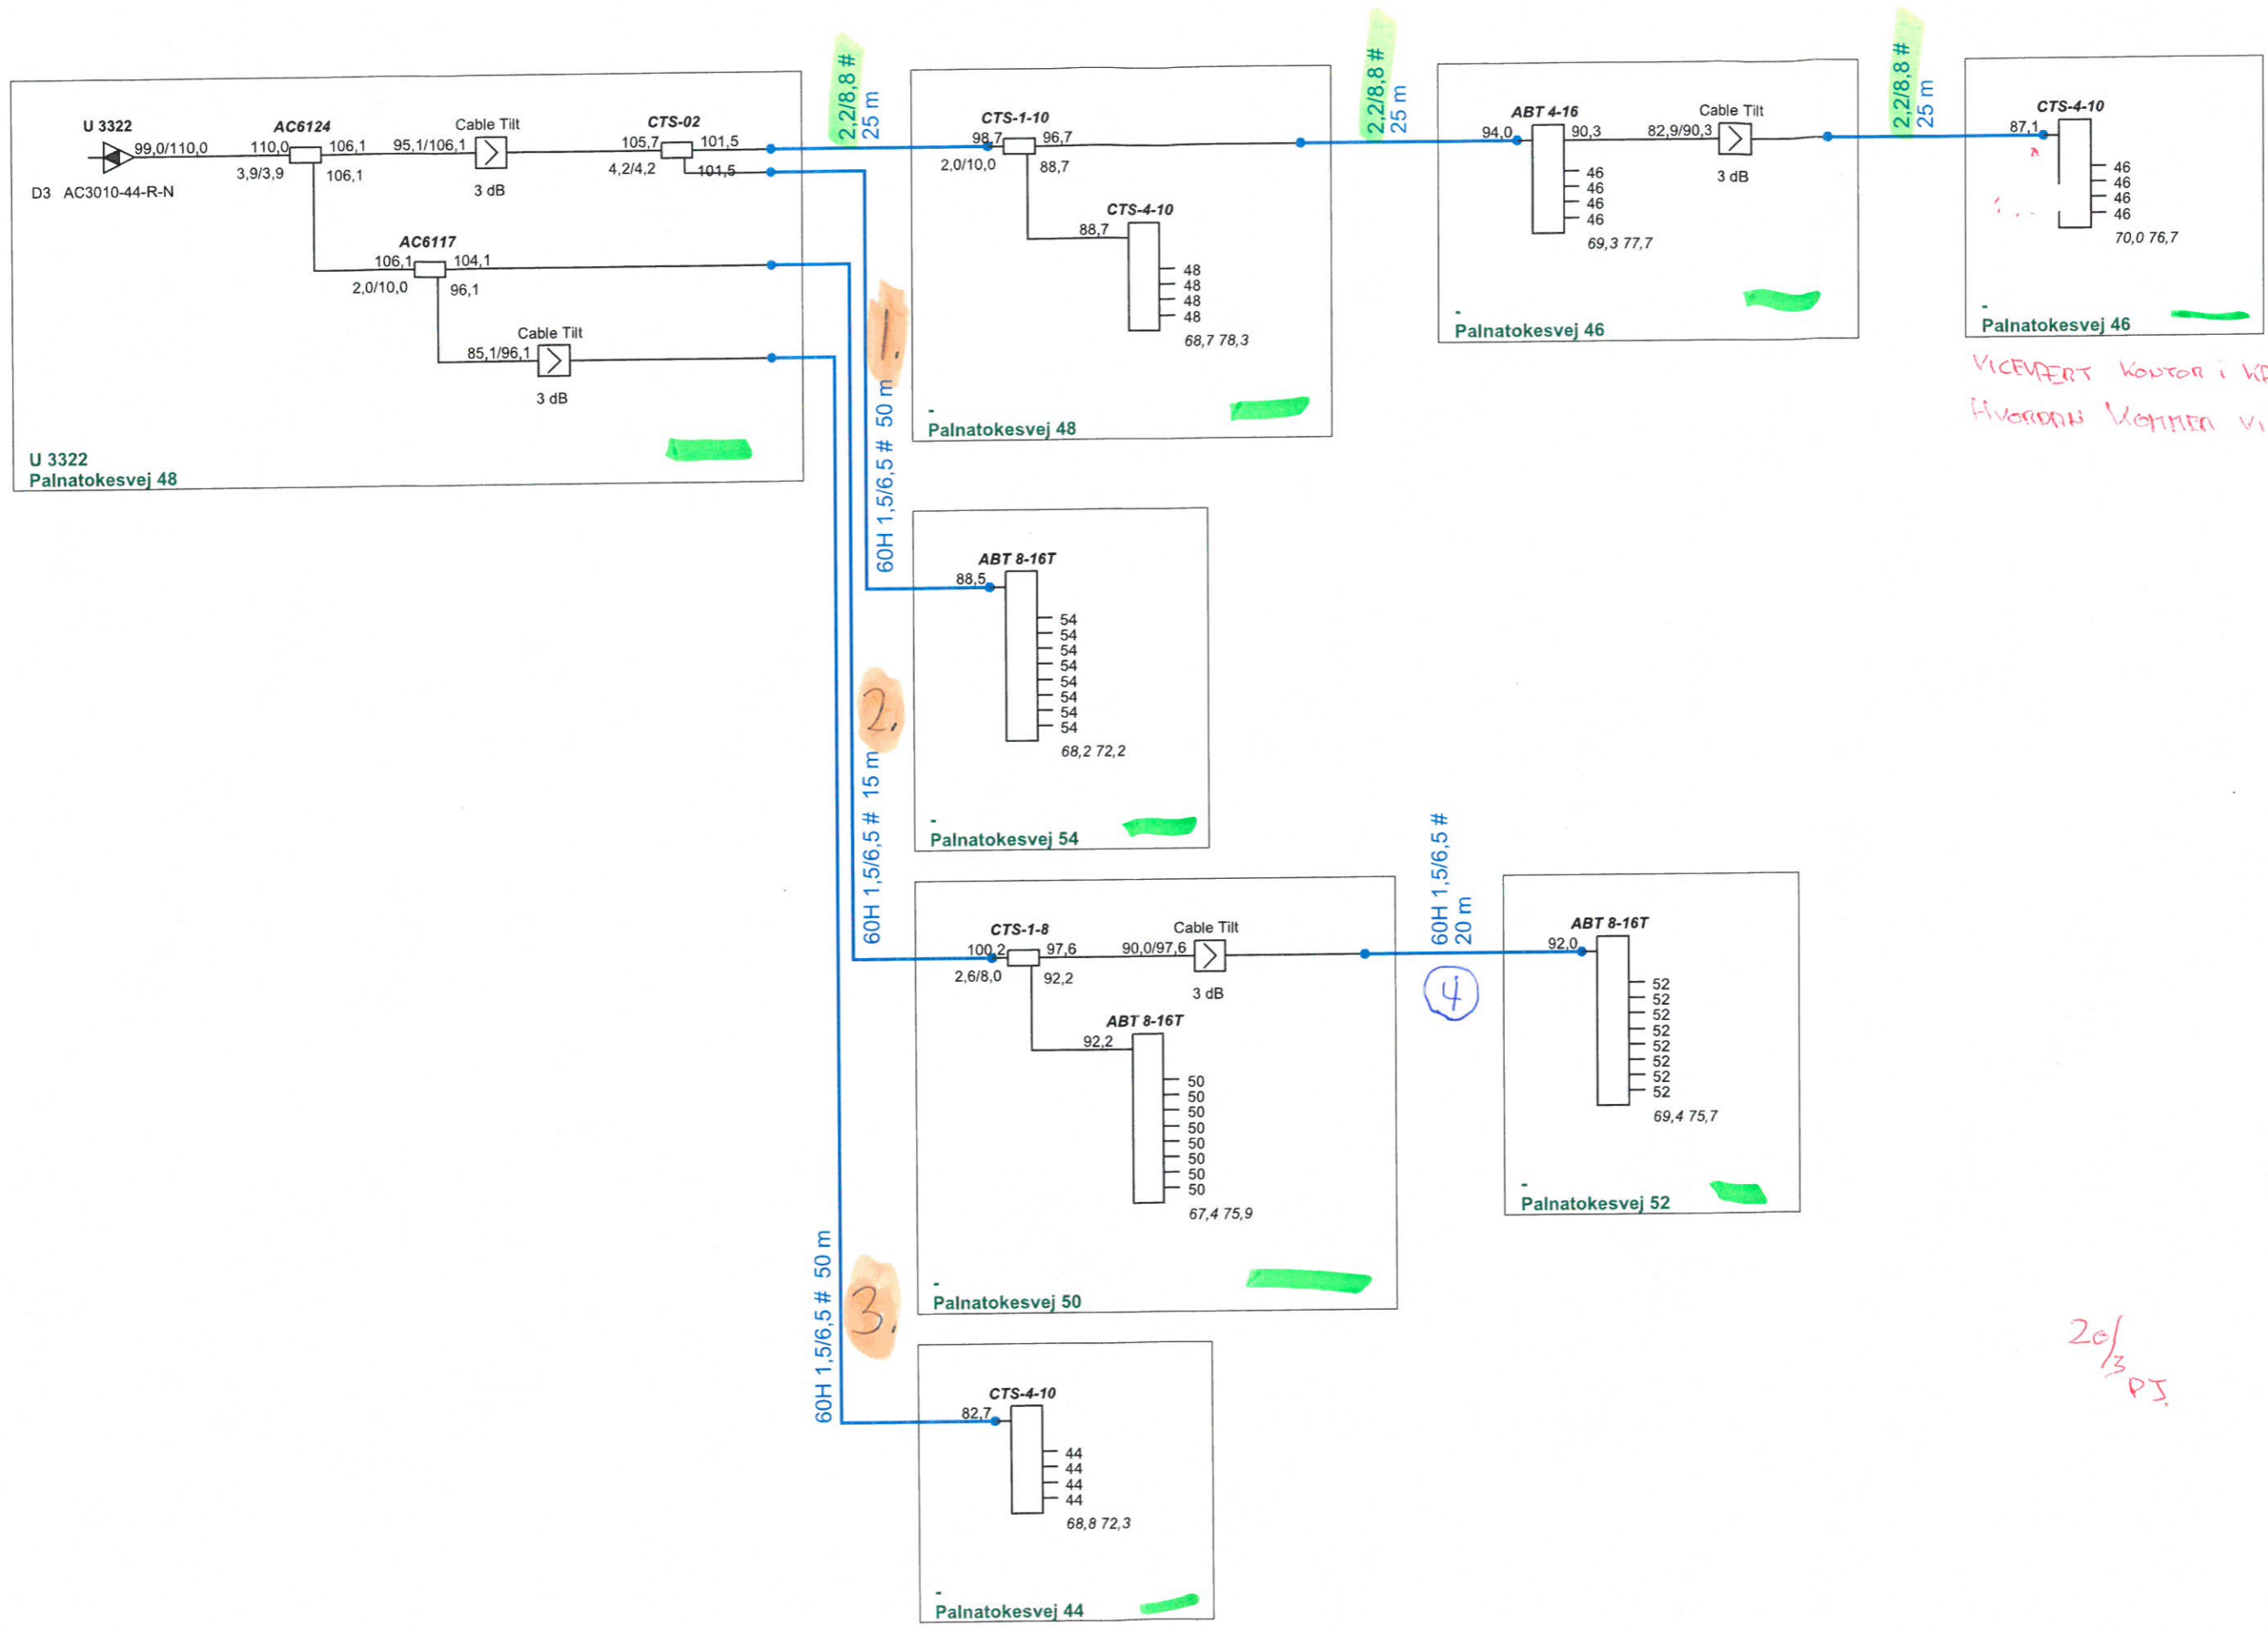 U 3322
99,0/110,0
D3 AC3010-44-R-N
AC6124
110,0
106,1
3,9/3,9
106,1
95,1/106,1
Cable Tilt
3 dB
CTS-02
105,7
101,5
4,2/4,2
101,5
AC6117
106,1
104,1
2,0/10,0
96,1
Cable Tilt
85,1/96,1
3 dB
U 3322
Palnatokesvej 48
2,2/8,8 #
25 m
CTS-1-10
98,7
96,7
2,0/10,0
88,7
CTS-4-10
88,7
48
48
48
48
68,7 78,3
-
Palnatokesvej 48
2,2/8,8 #
25 m
ABT 4-16
94,0
90,3
46
46
46
46
69,3 77,7
Cable Tilt
82,9/90,3
3 dB
-
Palnatokesvej 46
2,2/8,8 #
25 m
CTS-4-10
87,1
46
46
46
46
70,0 76,7
-
Palnatokesvej 46
VICEVÆRT KONTOR i
HVORDAN KOMMER
1.
60H 1,5/6,5 # 50 m
ABT 8-16T
88,5
54
54
54
54
54
54
54
54
68,2 72,2
-
Palnatokesvej 54
2.
60H 1,5/6,5 # 15 m
CTS-1-8
100,2
97,6
2,6/8,0
92,2
Cable Tilt
90,0/97,6
3 dB
ABT 8-16T
92,2
50
50
50
50
50
50
50
50
67,4 75,9
-
Palnatokesvej 50
60H 1,5/6,5 #
20 m
4
ABT 8-16T
92,0
52
52
52
52
52
52
52
52
69,4 75,7
-
Palnatokesvej 52
3.
60H 1,5/6,5 # 50 m
CTS-4-10
82,7
44
44
44
44
68,8 72,3
-
Palnatokesvej 44
20/3
PJ.